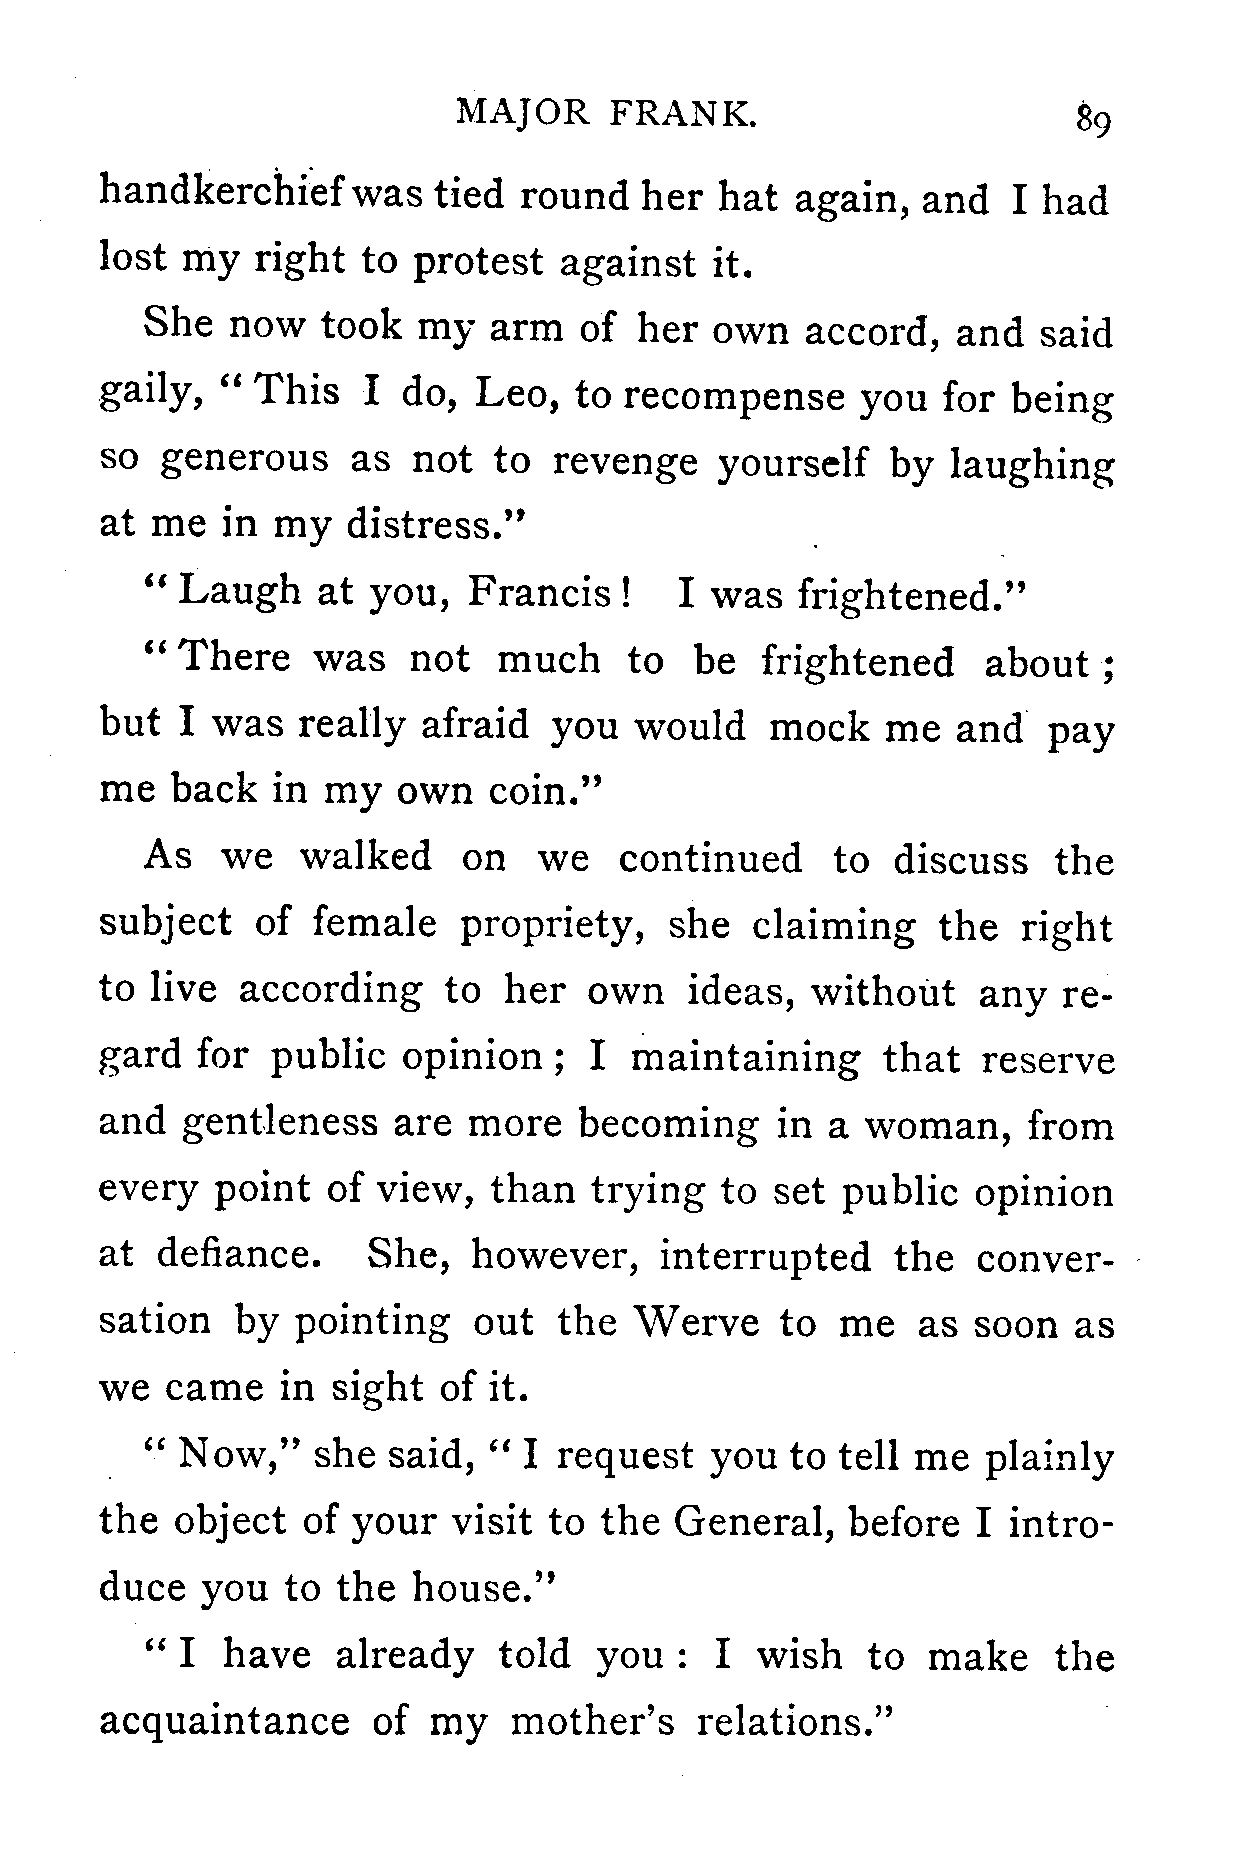 MAJOR FRANK. 89
handkerchief was tied round her hat again, and I had
lost my right to protest against it.
She now took my arm of her own accord, and said
gaily, “ This I do, Leo, to recompense you for being
so generous as not to revenge yourself by laughing
at me in my distress.”
“ Laugh at you, Francis ! I was frightened.”
“ There was not much to be frightened about ;
but I was really afraid you would mock me and pay
me back in my own coin.”
As we walked on we continued to discuss the
subject of female propriety, she claiming the right
to live according to her own ideas, without any re-
gard for public opinion ; I maintaining that reserve
and gentleness are more becoming in a woman, from
every point of view, than trying to set public opinion
at defiance. She, however, interrupted the conver-
sation by pointing out the Werve to me as soon as
we came in sight of it.
“ Now,” she said, “ I request you to tell me plainly
the object of your visit to the General, before I intro-
duce you to the house.”
“ I have already told you : I wish to make the
acquaintance of my mother’s relations.”